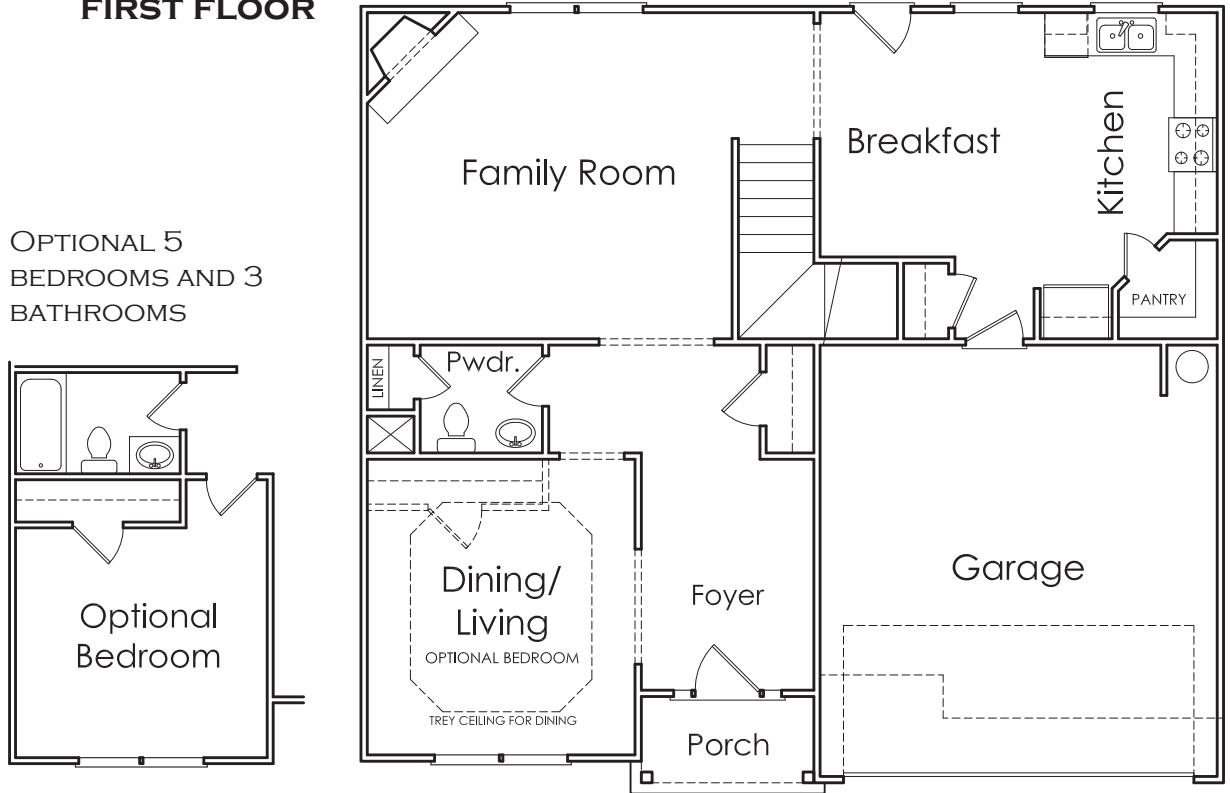 FIRST FLOOR
OPTIONAL 5
BEDROOMS AND 3
BATHROOMS
Optional
Bedroom
Family Room
Breakfast
Kitchen
PANTRY
LINEN
Pwdr.
Dining/
Living
OPTIONAL BEDROOM
TREY CEILING FOR DINING
Foyer
Porch
Garage